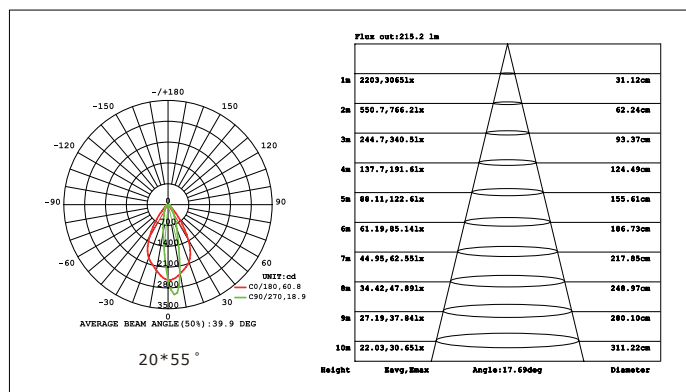 -/+180
-150
150
-120
120
-90
90
-60
60
-30
30
0
0
700
1400
2100
2800
3500
UNIT:cd
C0/180,60.8
C90/270,18.9
AVERAGE BEAM ANGLE(50%):39.9 DEG
20*55°
Flux out:215.2 lm
1m 2203,3065lx 31.12cm
2m 550.7,766.2lx 62.24cm
3m 244.7,340.5lx 93.37cm
4m 137.7,191.6lx 124.49cm
5m 88.11,122.6lx 155.61cm
6m 61.19,85.14lx 186.73cm
7m 44.95,62.55lx 217.85cm
8m 34.42,47.89lx 248.97cm
9m 27.19,37.84lx 280.10cm
10m 22.03,30.65lx 311.22cm
Height Eavg,Emax Angle:17.69deg Diameter